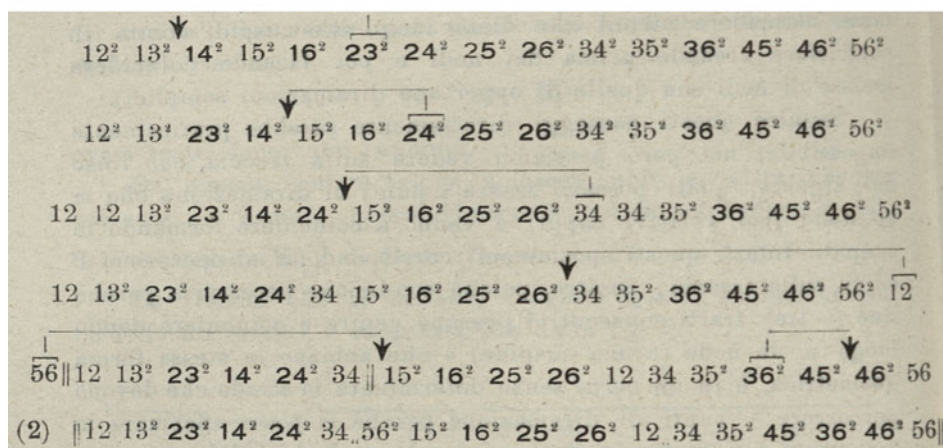 12² 13² 14² 15² 16² 23² 24² 25² 26² 34² 35² 36² 45² 46² 56²
12² 13² 23² 14² 15² 16² 24² 25² 26² 34² 35² 36² 45² 46² 56²
12 12 13² 23² 14² 24² 15² 16² 25² 26² 34 34 35² 36² 45² 46² 56²
12 13² 23² 14² 24² 34 15² 16² 25² 26² 34 35² 36² 45² 46² 56² 12
56 || 12 13² 23² 14² 24² 34 || 15² 16² 25² 26² 12 34 35² 36² 45² 46² 56
(2) || 12 13² 23² 14² 24² 34 56² 15² 16² 25² 26² 12 34 35² 45² 36² 46² 56 |